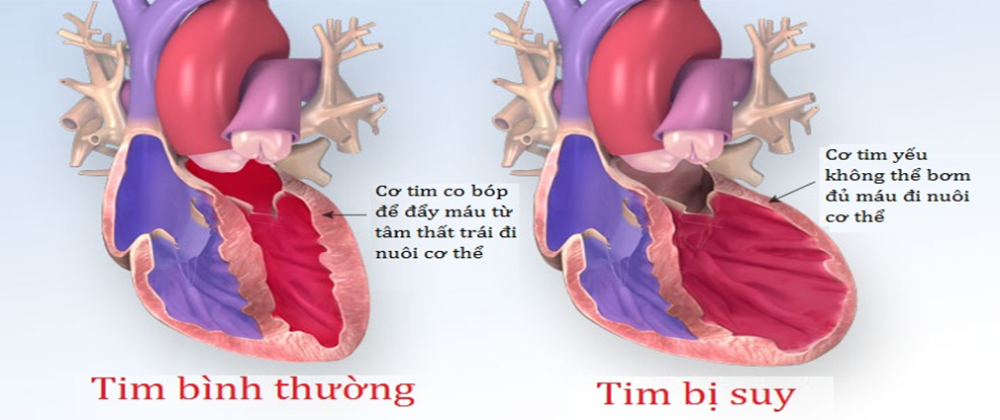 Cơ tim co bóp
để đẩy máu từ
tâm thất trái đi
nuôi cơ thể
Cơ tim yếu
không thể bơm
đủ máu đi nuôi
cơ thể
Tim bình thường
Tim bị suy